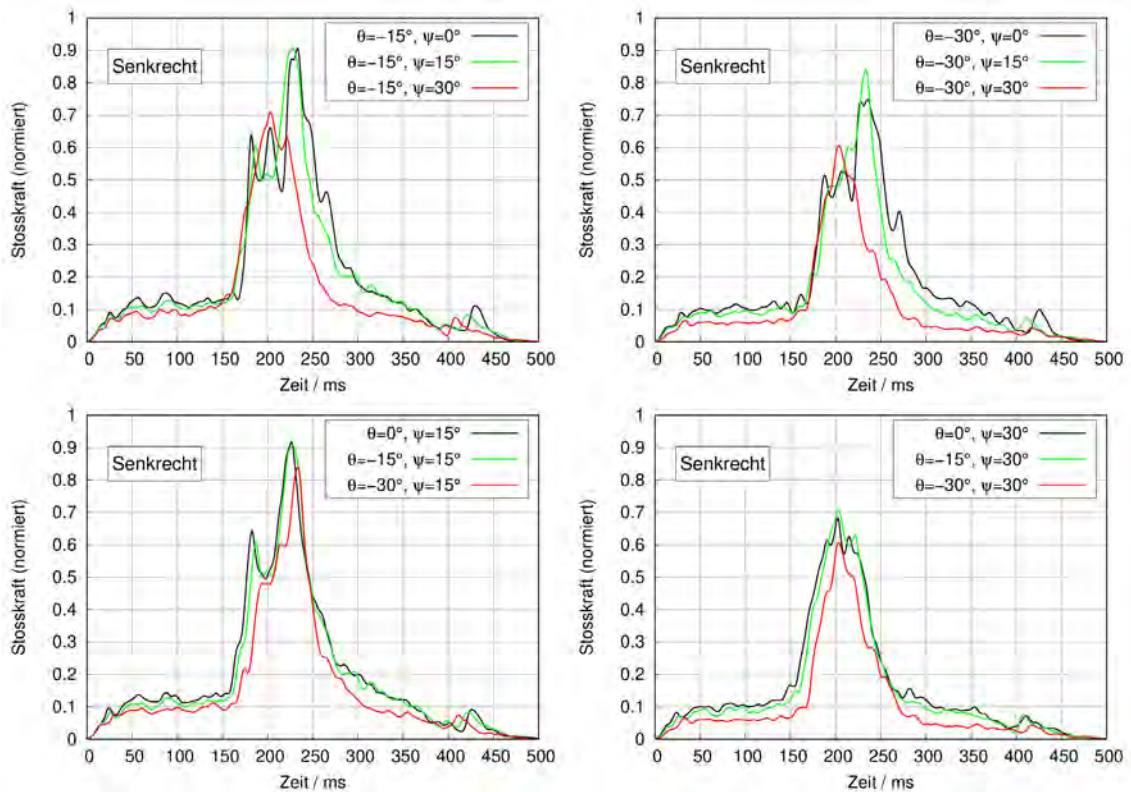 Senkrecht
θ=−15°, ψ=0°
θ=−15°, ψ=15°
θ=−15°, ψ=30°
Stosskraft (normiert)
1
0.9
0.8
0.7
0.6
0.5
0.4
0.3
0.2
0.1
0
0 50 100 150 200 250 300 350 400 450 500
Zeit / ms
Senkrecht
θ=−30°, ψ=0°
θ=−30°, ψ=15°
θ=−30°, ψ=30°
Stosskraft (normiert)
1
0.9
0.8
0.7
0.6
0.5
0.4
0.3
0.2
0.1
0
0 50 100 150 200 250 300 350 400 450 500
Zeit / ms
Senkrecht
θ=0°, ψ=15°
θ=−15°, ψ=15°
θ=−30°, ψ=15°
Stosskraft (normiert)
1
0.9
0.8
0.7
0.6
0.5
0.4
0.3
0.2
0.1
0
0 50 100 150 200 250 300 350 400 450 500
Zeit / ms
Senkrecht
θ=0°, ψ=30°
θ=−15°, ψ=30°
θ=−30°, ψ=30°
Stosskraft (normiert)
1
0.9
0.8
0.7
0.6
0.5
0.4
0.3
0.2
0.1
0
0 50 100 150 200 250 300 350 400 450 500
Zeit / ms